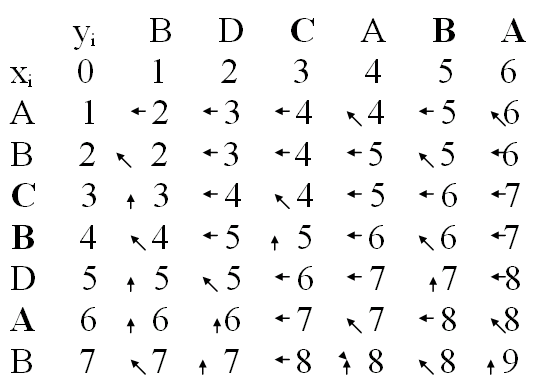 yi B D C A B A
xi 0 1 2 3 4 5 6
A 1 2 3 4 4 5 6
B 2 2 3 4 5 5 6
C 3 3 4 4 5 6 7
B 4 4 5 5 6 6 7
D 5 5 5 6 7 7 8
A 6 6 6 7 7 8 8
B 7 7 7 8 8 8 9